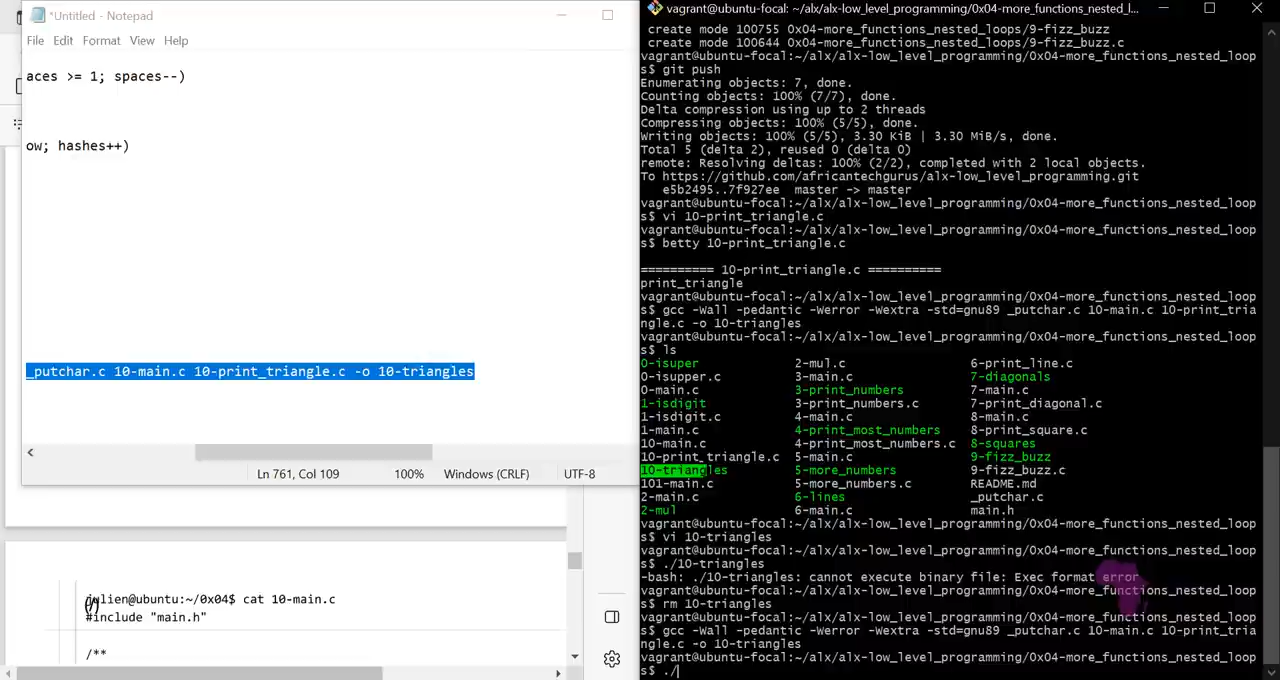 *Untitled - Notepad
File Edit Format View Help
aces >= 1; spaces--)
ow; hashes++)
_putchar.c 10-main.c 10-print_triangle.c -o 10-triangles
Ln 761, Col 109 100% Windows (CRLF) UTF-8
julien@ubuntu:~/0x04$ cat 10-main.c
#include "main.h"
/**
vagrant@ubuntu-focal: ~/alx/alx-low_level_programming/0x04-more_functions_nested_l...
create mode 100755 0x04-more_functions_nested_loops/9-fizz_buzz
create mode 100644 0x04-more_functions_nested_loops/9-fizz_buzz.c
vagrant@ubuntu-focal:~/alx/alx-low_level_programming/0x04-more_functions_nested_loop
s$ git push
Enumerating objects: 7, done.
Counting objects: 100% (7/7), done.
Delta compression using up to 2 threads
Compressing objects: 100% (5/5), done.
Writing objects: 100% (5/5), 3.30 KiB | 3.30 MiB/s, done.
Total 5 (delta 2), reused 0 (delta 0)
remote: Resolving deltas: 100% (2/2), completed with 2 local objects.
To https://github.com/africantechgurus/alx-low_level_programming.git
e5b2495..7f927ee master -> master
vagrant@ubuntu-focal:~/alx/alx-low_level_programming/0x04-more_functions_nested_loop
s$ vi 10-print_triangle.c
vagrant@ubuntu-focal:~/alx/alx-low_level_programming/0x04-more_functions_nested_loop
s$ betty 10-print_triangle.c
========== 10-print_triangle.c ==========
print_triangle
vagrant@ubuntu-focal:~/alx/alx-low_level_programming/0x04-more_functions_nested_loop
s$ gcc -Wall -pedantic -Werror -Wextra -std=gnu89 _putchar.c 10-main.c 10-print_tria
ngle.c -o 10-triangles
vagrant@ubuntu-focal:~/alx/alx-low_level_programming/0x04-more_functions_nested_loop
s$ ls
0-isuper 2-mul.c 6-print_line.c
0-isupper.c 3-main.c 7-diagonals
0-main.c 3-print_numbers 7-main.c
1-isdigit 3-print_numbers.c 7-print_diagonal.c
1-isdigit.c 4-main.c 8-main.c
1-main.c 4-print_most_numbers 8-print_square.c
10-main.c 4-print_most_numbers.c 8-squares
10-print_triangle.c 5-main.c 9-fizz_buzz
10-triangles 5-more_numbers 9-fizz_buzz.c
101-main.c 5-more_numbers.c README.md
2-main.c 6-lines _putchar.c
2-mul 6-main.c main.h
vagrant@ubuntu-focal:~/alx/alx-low_level_programming/0x04-more_functions_nested_loop
s$ vi 10-triangles
vagrant@ubuntu-focal:~/alx/alx-low_level_programming/0x04-more_functions_nested_loop
s$ ./10-triangles
-bash: ./10-triangles: cannot execute binary file: Exec format error
vagrant@ubuntu-focal:~/alx/alx-low_level_programming/0x04-more_functions_nested_loop
s$ rm 10-triangles
vagrant@ubuntu-focal:~/alx/alx-low_level_programming/0x04-more_functions_nested_loop
s$ gcc -Wall -pedantic -Werror -Wextra -std=gnu89 _putchar.c 10-main.c 10-print_tria
ngle.c -o 10-triangles
vagrant@ubuntu-focal:~/alx/alx-low_level_programming/0x04-more_functions_nested_loop
s$ ./